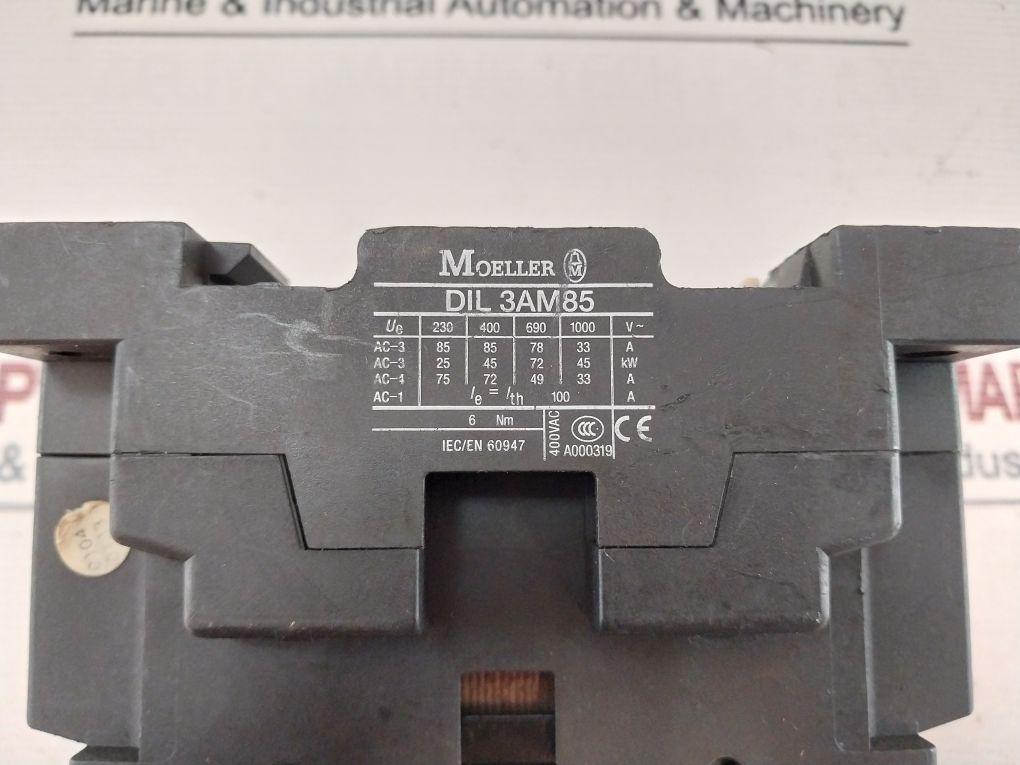 Marine & Industrial Automation & Machinery
MOELLER
DIL 3AM85
Ue 230 400 690 1000 V~
AC-3 85 85 78 33 A
AC-3 25 45 72 45 kW
AC-4 75 72 49 33 A
AC-1 Ie = Ith 100 A
6 Nm
IEC/EN 60947
400VAC
CCC
A000319
CE